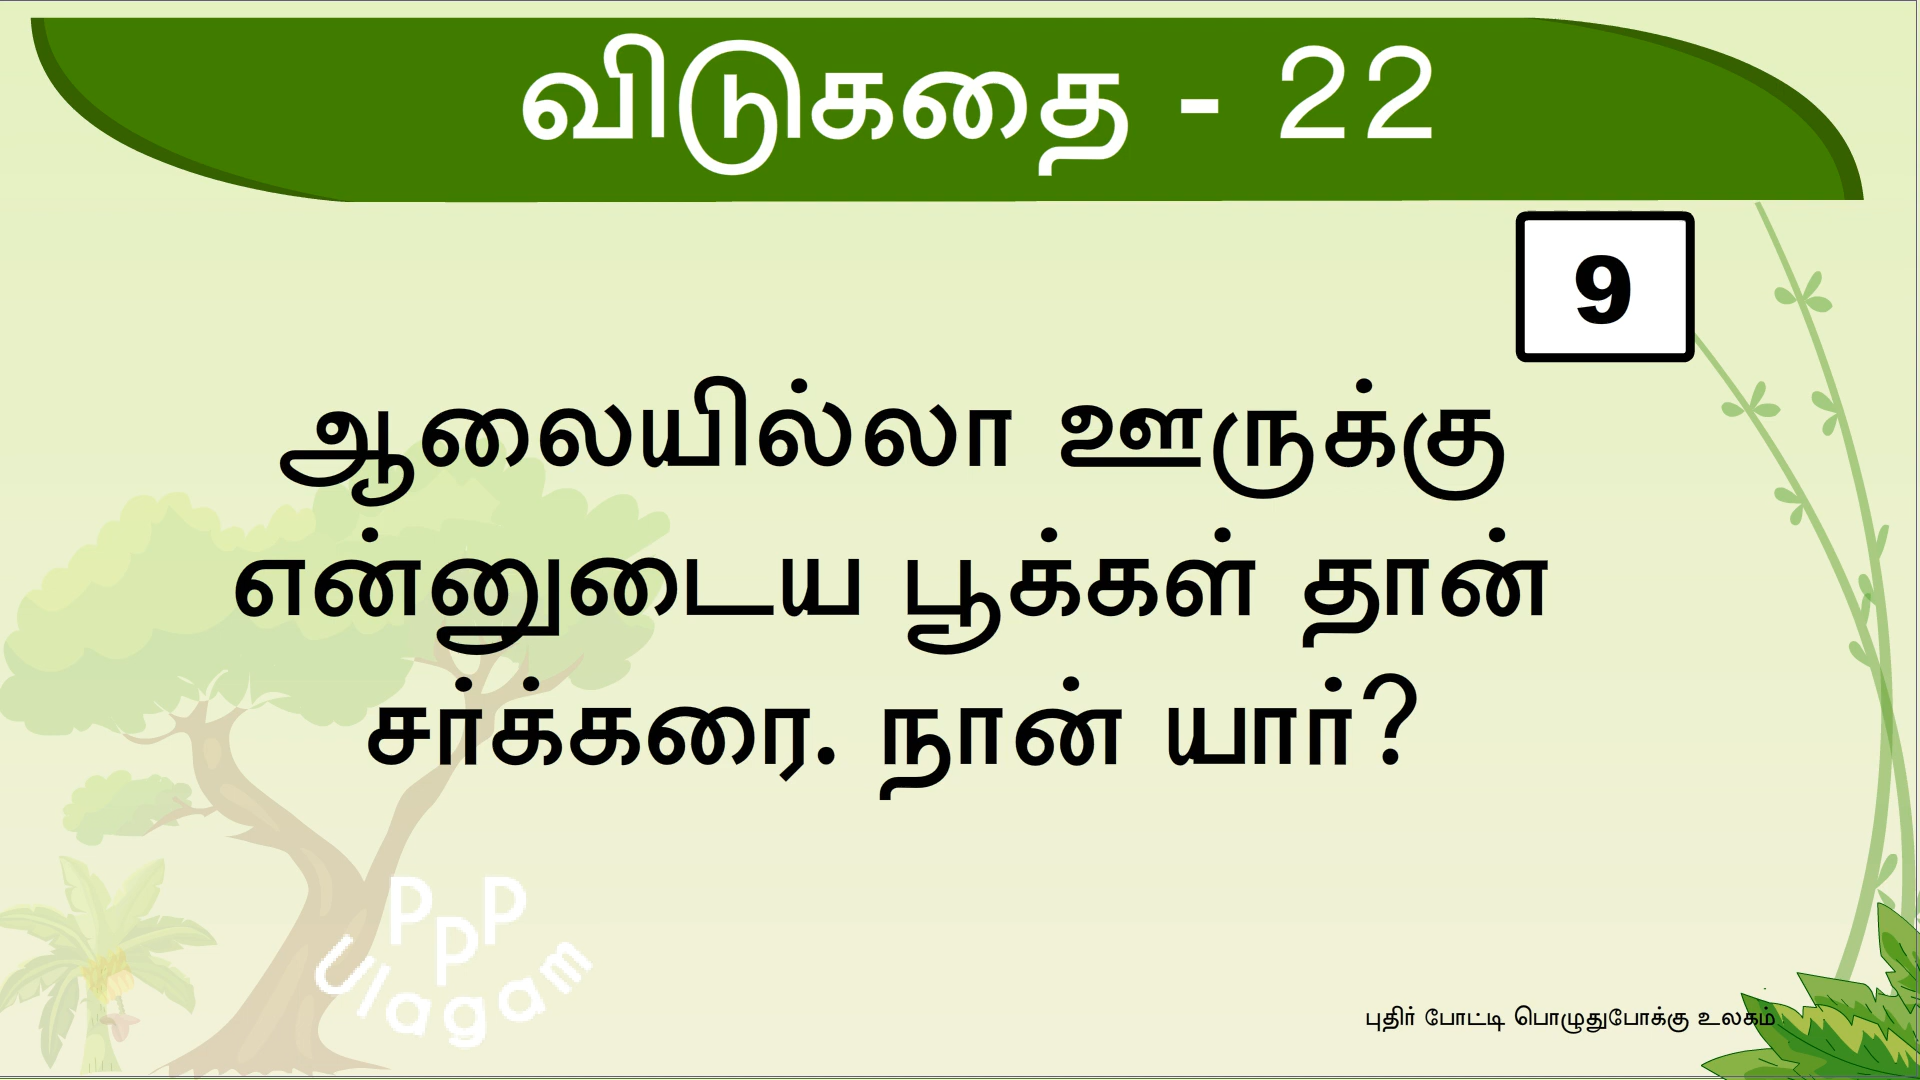 விடுகதை - 22
9
ஆலையில்லா ஊருக்கு
என்னுடைய பூக்கள் தான்
சர்க்கரை. நான் யார்?
PPP
Ulagam
புதிர் போட்டி பொழுதுபோக்கு உலகம்